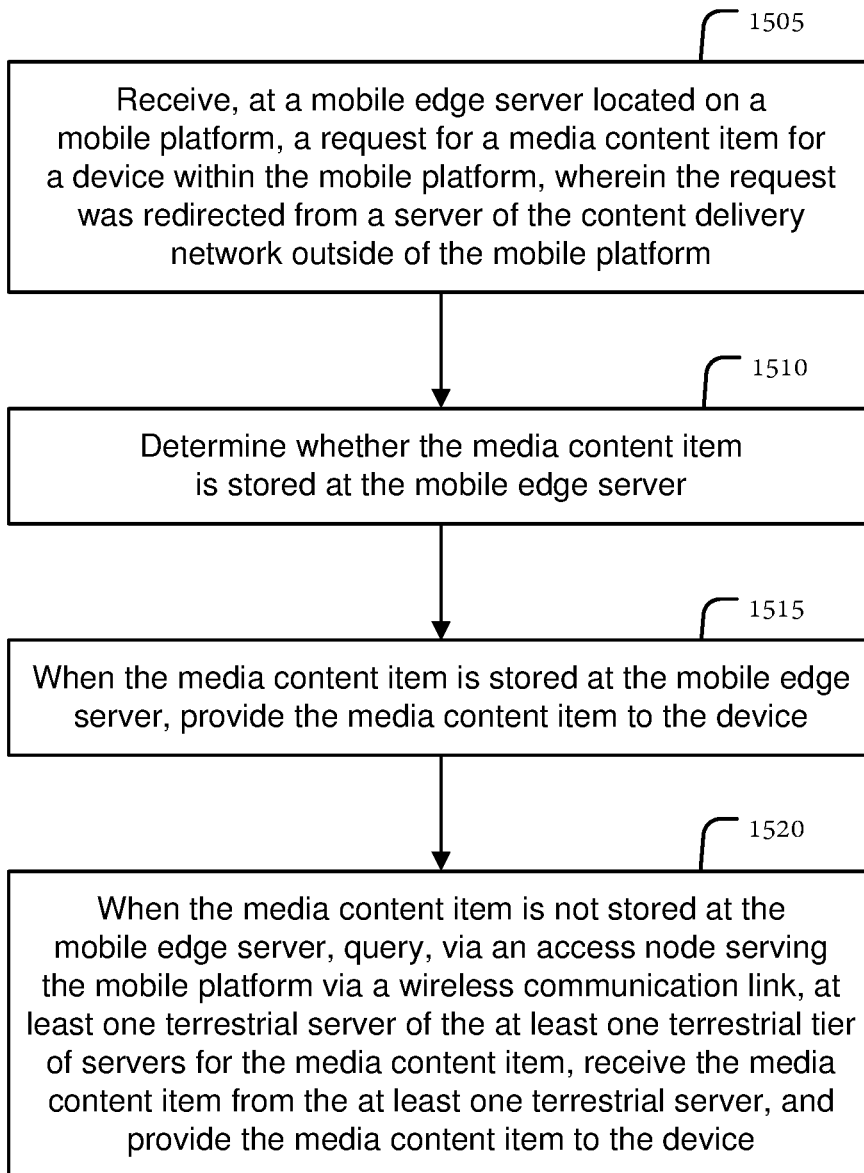 1505
Receive, at a mobile edge server located on a
mobile platform, a request for a media content item for
a device within the mobile platform, wherein the request
was redirected from a server of the content delivery
network outside of the mobile platform
1510
Determine whether the media content item
is stored at the mobile edge server
1515
When the media content item is stored at the mobile edge
server, provide the media content item to the device
1520
When the media content item is not stored at the
mobile edge server, query, via an access node serving
the mobile platform via a wireless communication link, at
least one terrestrial server of the at least one terrestrial tier
of servers for the media content item, receive the media
content item from the at least one terrestrial server, and
provide the media content item to the device